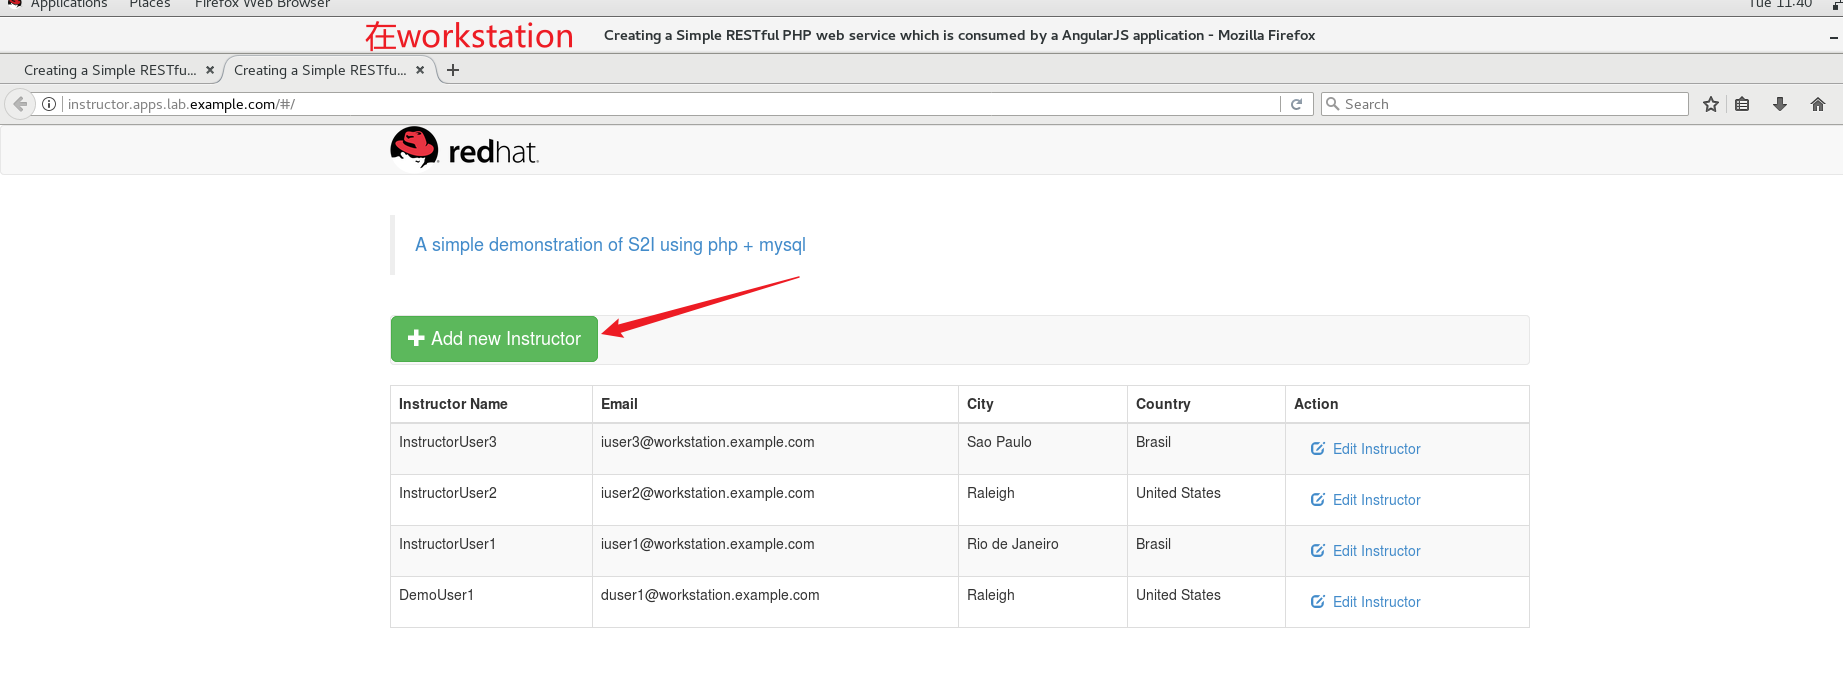 Applications Places Firefox Web Browser Tue 11:40
在workstation Creating a Simple RESTful PHP web service which is consumed by a AngularJS application - Mozilla Firefox
Creating a Simple RESTfu... Creating a Simple RESTfu...
instructor.apps.lab.example.com/#/ Search
redhat.
A simple demonstration of S2I using php + mysql
Add new Instructor
Instructor Name Email City Country Action
InstructorUser3 iuser3@workstation.example.com Sao Paulo Brasil Edit Instructor
InstructorUser2 iuser2@workstation.example.com Raleigh United States Edit Instructor
InstructorUser1 iuser1@workstation.example.com Rio de Janeiro Brasil Edit Instructor
DemoUser1 duser1@workstation.example.com Raleigh United States Edit Instructor